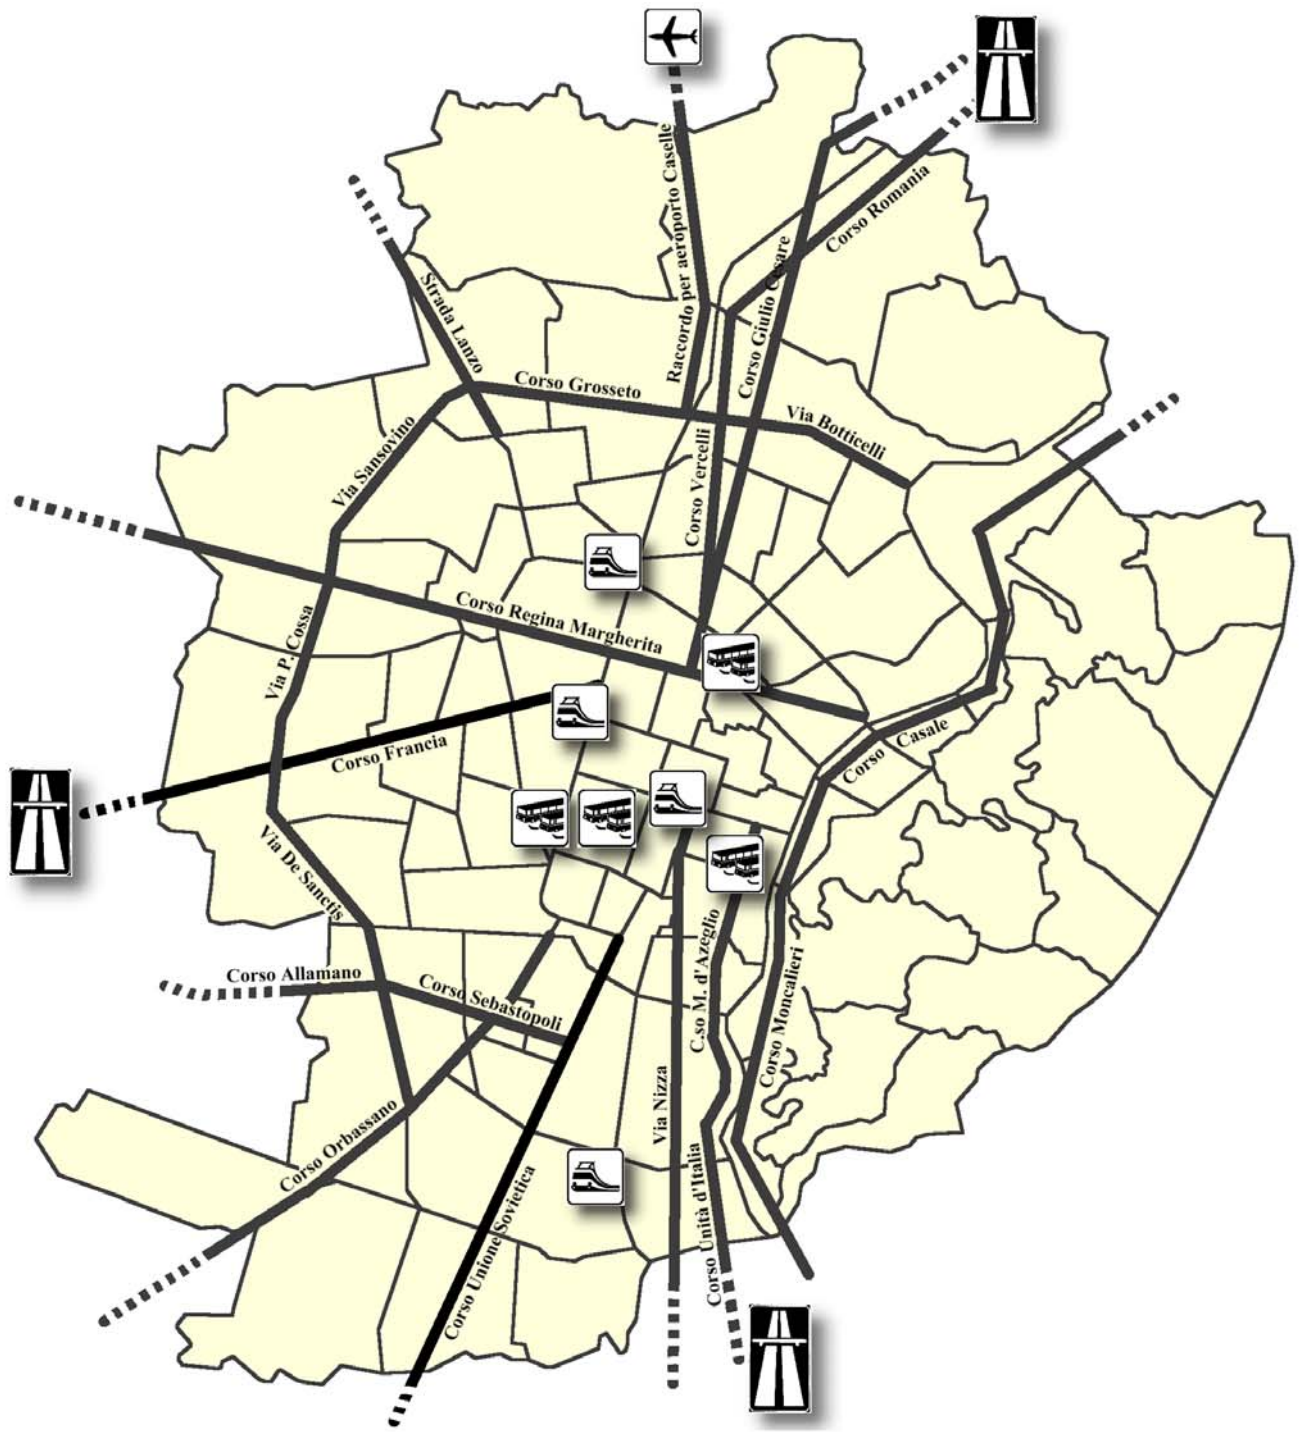 Raccordo per aeroporto Caselle
Corso Romania
Strada Lanzo
Corso Giulio Cesare
Corso Grosseto
Via Botticelli
Via Sansovino
Corso Vercelli
Corso Regina Margherita
Via P. Cossa
Corso Francia
Corso Casale
Via De Sanctis
Corso Allamano
Corso Sebastopoli
C.so M. d'Azeglio
Corso Moncalieri
Via Nizza
Corso Orbassano
Corso Unione Sovietica
Corso Unità d'Italia